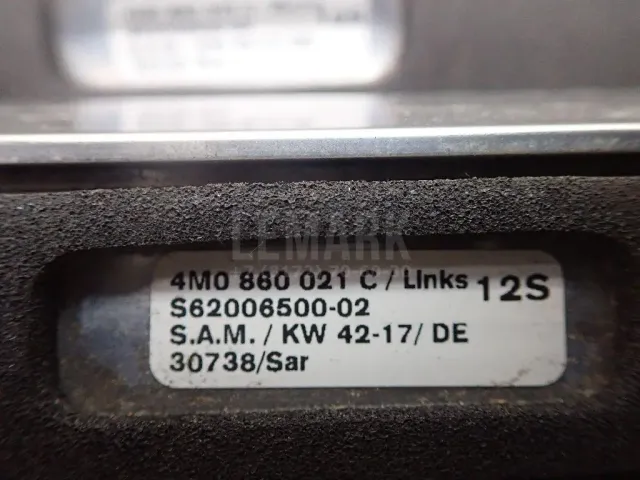 LEMARK
4M0 860 021 C / Links 12S
S62006500-02
S.A.M. / KW 42-17/ DE
30738/Sar